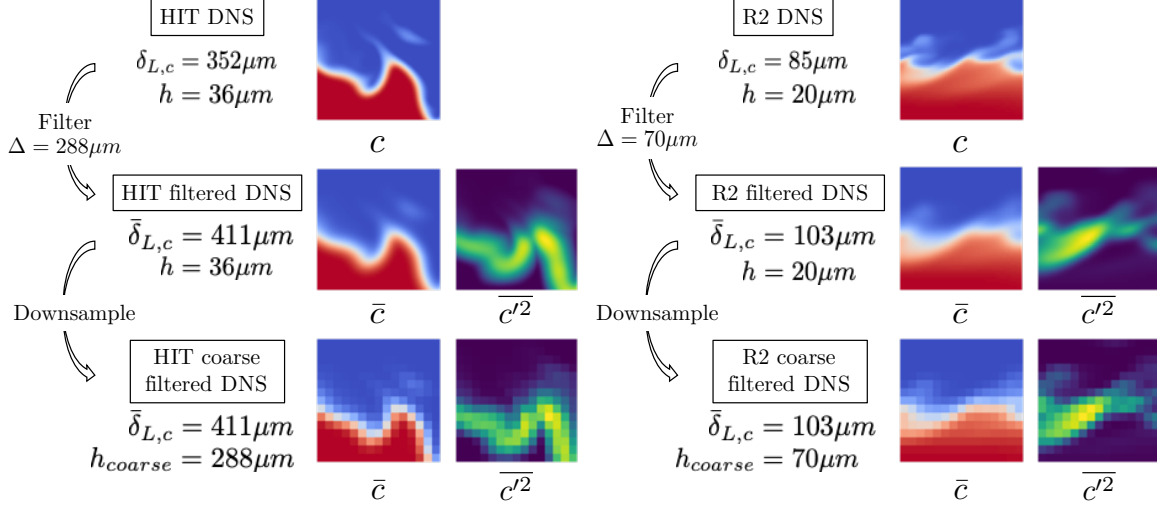 HIT DNS
δ_{L,c} = 352μm
h = 36μm
Filter
Δ = 288μm
c
HIT filtered DNS
δ̄_{L,c} = 411μm
h = 36μm
c̄
\overline{c'^2}
Downsample
HIT coarse
filtered DNS
δ̄_{L,c} = 411μm
h_{coarse} = 288μm
c̄
\overline{c'^2}
R2 DNS
δ_{L,c} = 85μm
h = 20μm
Filter
Δ = 70μm
c
R2 filtered DNS
δ̄_{L,c} = 103μm
h = 20μm
c̄
\overline{c'^2}
Downsample
R2 coarse
filtered DNS
δ̄_{L,c} = 103μm
h_{coarse} = 70μm
c̄
\overline{c'^2}